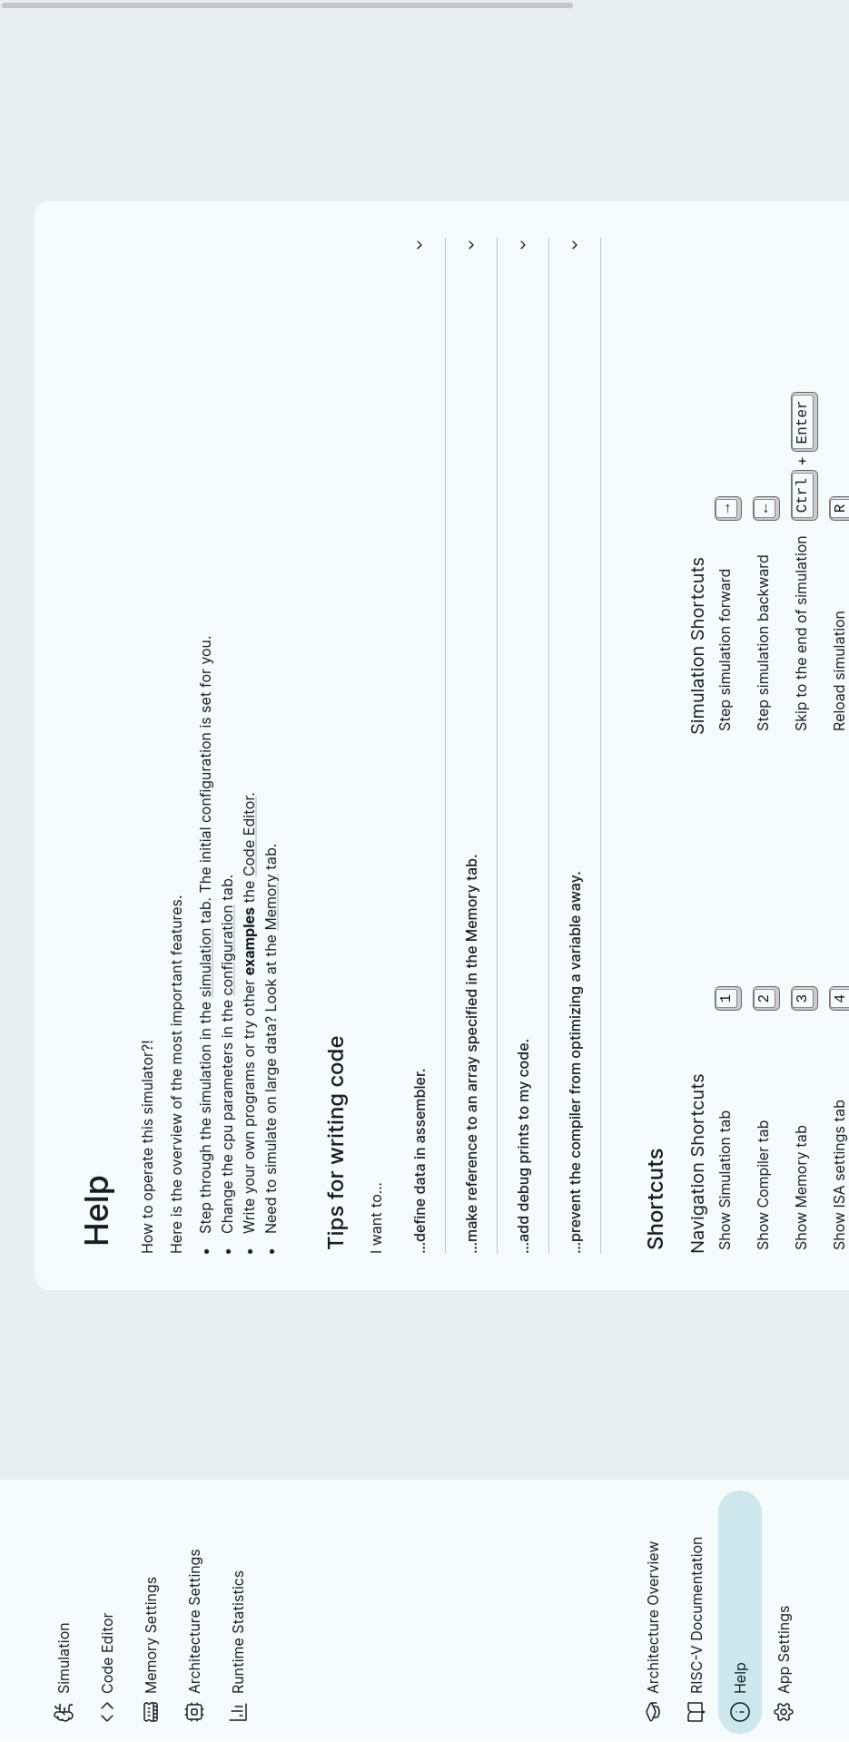 Simulation
Code Editor
Memory Settings
Architecture Settings
Runtime Statistics
Architecture Overview
RISC-V Documentation
Help
App Settings
Help
How to operate this simulator?!
Here is the overview of the most important features.
• Step through the simulation in the simulation tab. The initial configuration is set for you.
• Change the cpu parameters in the configuration tab.
• Write your own programs or try other examples the Code Editor.
• Need to simulate on large data? Look at the Memory tab.
Tips for writing code
I want to...
...define data in assembler.
...make reference to an array specified in the Memory tab.
...add debug prints to my code.
...prevent the compiler from optimizing a variable away.
Shortcuts
Navigation Shortcuts
Show Simulation tab 1
Show Compiler tab 2
Show Memory tab 3
Show ISA settings tab 4
Simulation Shortcuts
Step simulation forward →
Step simulation backward ←
Skip to the end of simulation Ctrl + Enter
Reload simulation R